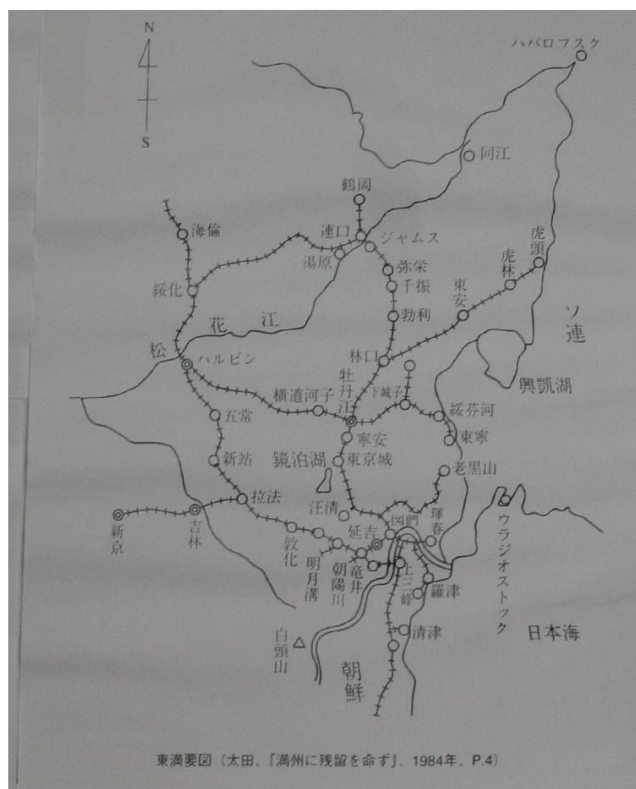 N
S
ハバロフスク
同江
鶴岡
海倫
連口
ジャムス
湯原
弥栄
千振
虎頭
虎林
東安
綏化
勃利
ソ連
松花江
林口
ハルビン
興凱湖
牡丹江
横道河子
下城子
綏芬河
五常
寧安
東寧
新站
鏡泊湖
東京城
老黒山
拉法
汪清
琿春
ウラジオストック
新京
吉林
延吉
図們
敦化
明月溝
朝陽川
竜井
上三峰
羅津
白頭山
清津
日本海
朝鮮
東満要図(太田、『満州に残留を命ず』、1984年、P.4)